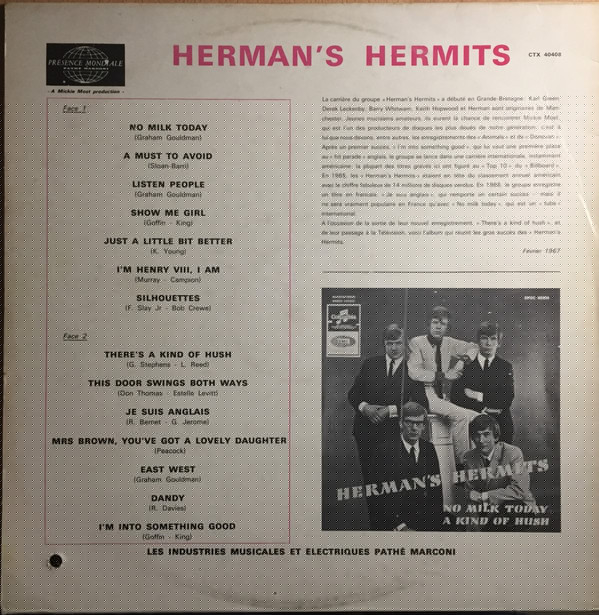 PRÉSENCE MONDIALE
PATHÉ MARCONI
- A Mickie Most production -
HERMAN'S HERMITS
CTX 40408
Face 1
NO MILK TODAY
(Graham Gouldman)
A MUST TO AVOID
(Sloan-Barri)
LISTEN PEOPLE
(Graham Gouldman)
SHOW ME GIRL
(Goffin - King)
JUST A LITTLE BIT BETTER
(K. Young)
I'M HENRY VIII, I AM
(Murray - Campion)
SILHOUETTES
(F. Slay Jr - Bob Crewe)
Face 2
THERE'S A KIND OF HUSH
(G. Stephens - L. Reed)
THIS DOOR SWINGS BOTH WAYS
(Don Thomas - Estelle Levitt)
JE SUIS ANGLAIS
(R. Bernet - G. Jerome)
MRS BROWN, YOU'VE GOT A LOVELY DAUGHTER
(Peacock)
EAST WEST
(Graham Gouldman)
DANDY
(R. Davies)
I'M INTO SOMETHING GOOD
(Goffin - King)
La carrière du groupe « Herman's Hermits » a débuté en Grande-Bretagne. Karl Green,
Derek Leckenby, Barry Whitwam, Keith Hopwood et Herman sont originaires de Man-
chester. Jeunes musiciens amateurs, ils eurent la chance de rencontrer Mickie Most,
qui est l'un des producteurs de disques les plus doués de notre génération, c'est à
lui que nous devons, entre autres, les enregistrements des « Animals » et de « Donovan ».
Après un premier succès, « I'm into something good », qui lui vaut une première place
au « hit parade » anglais, le groupe se lance dans une carrière internationale, notamment
américaine: la plupart des titres gravés ici ont figuré au « Top 10 » du « Billboard ».
En 1965, les « Herman's Hermits » étaient en tête du classement annuel américain,
avec le chiffre fabuleux de 14 millions de disques vendus. En 1966, le groupe enregistre
un titre en français « Je suis anglais », qui remporte un certain succès - mais il
ne sera vraiment populaire en France qu'avec « No milk today », qui est un « tube »
international.
A l'occasion de la sortie de leur nouvel enregistrement, « There's a kind of hush », et,
de leur passage à la Télévision, voici l'album qui réunit les gros succès des « Herman's
Hermits.
Février 1967
Columbia
EMI
HERMAN'S HERMITS
NO MILK TODAY
A KIND OF HUSH
LES INDUSTRIES MUSICALES ET ELECTRIQUES PATHÉ MARCONI